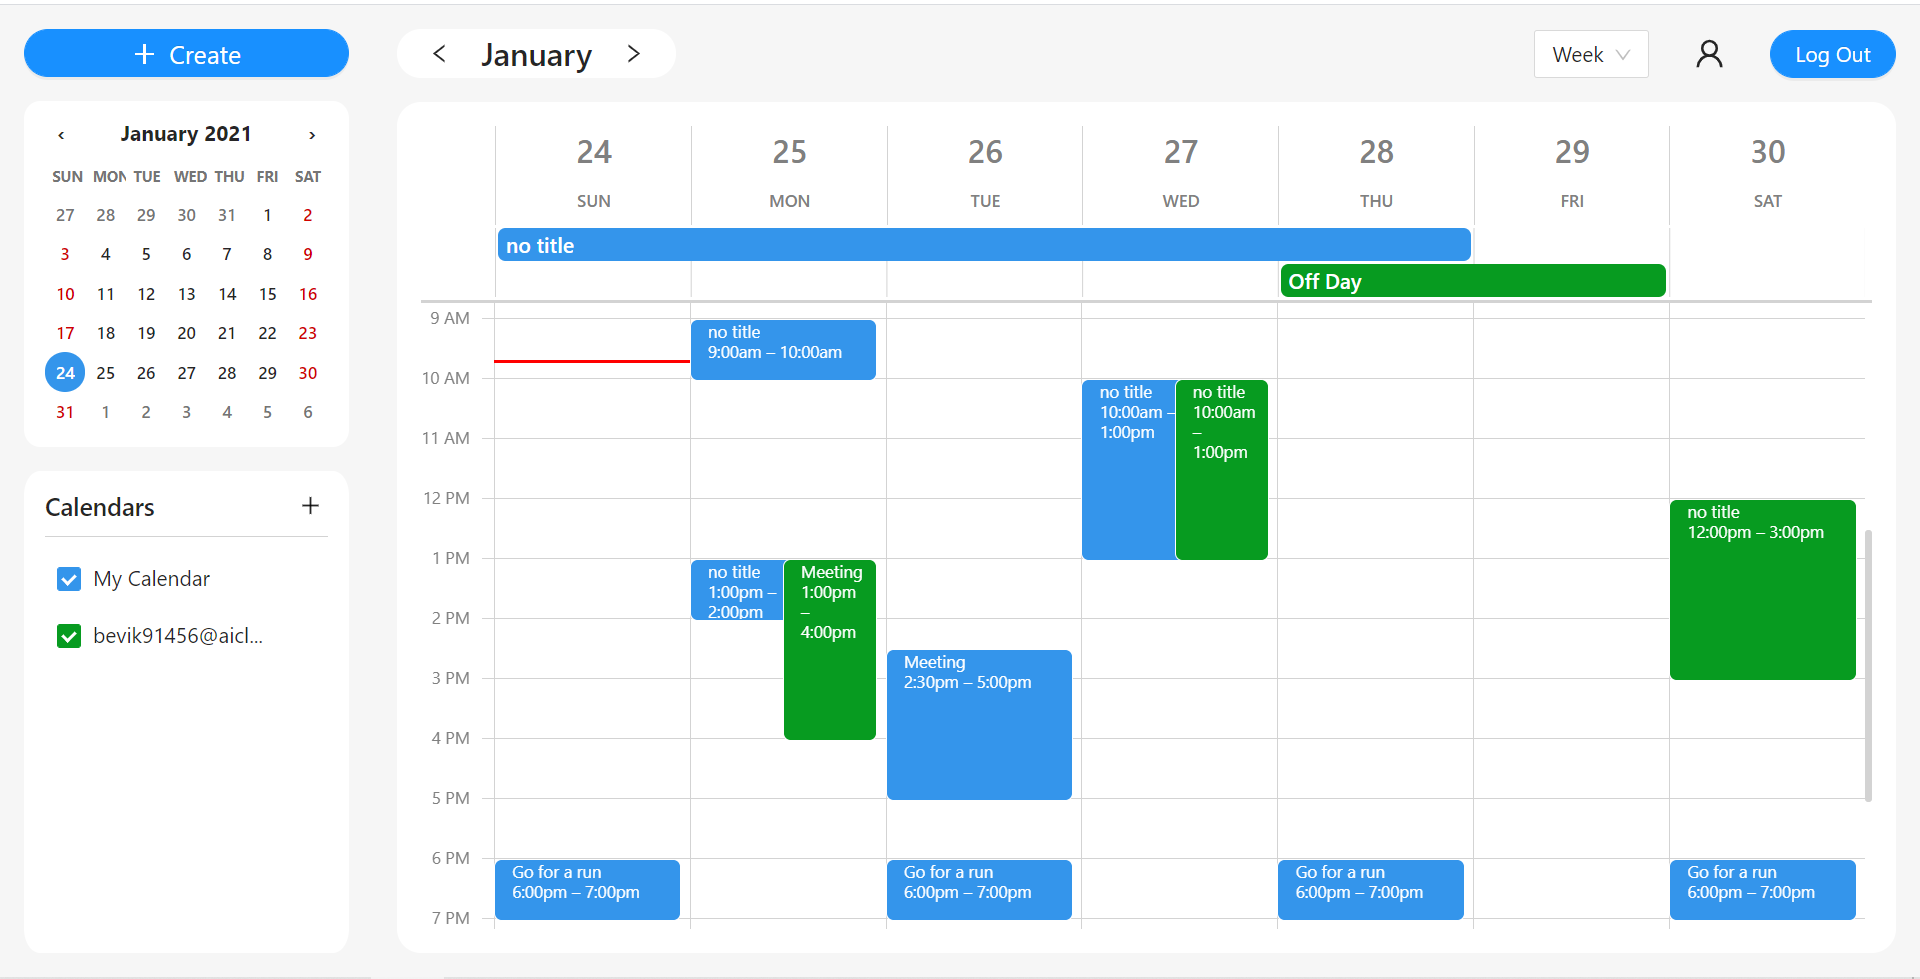 + Create
< January >
Week
Log Out
‹ January 2021 ›
SUN MON TUE WED THU FRI SAT
27 28 29 30 31 1 2
3 4 5 6 7 8 9
10 11 12 13 14 15 16
17 18 19 20 21 22 23
24 25 26 27 28 29 30
31 1 2 3 4 5 6
Calendars +
My Calendar
bevik91456@aicl...
24 25 26 27 28 29 30
SUN MON TUE WED THU FRI SAT
no title
Off Day
9 AM
10 AM
11 AM
12 PM
1 PM
2 PM
3 PM
4 PM
5 PM
6 PM
7 PM
Go for a run
6:00pm – 7:00pm
no title
9:00am – 10:00am
no title
1:00pm –
2:00pm
Meeting
1:00pm
–
4:00pm
Meeting
2:30pm – 5:00pm
Go for a run
6:00pm – 7:00pm
no title
10:00am –
1:00pm
no title
10:00am
–
1:00pm
Go for a run
6:00pm – 7:00pm
no title
12:00pm – 3:00pm
Go for a run
6:00pm – 7:00pm